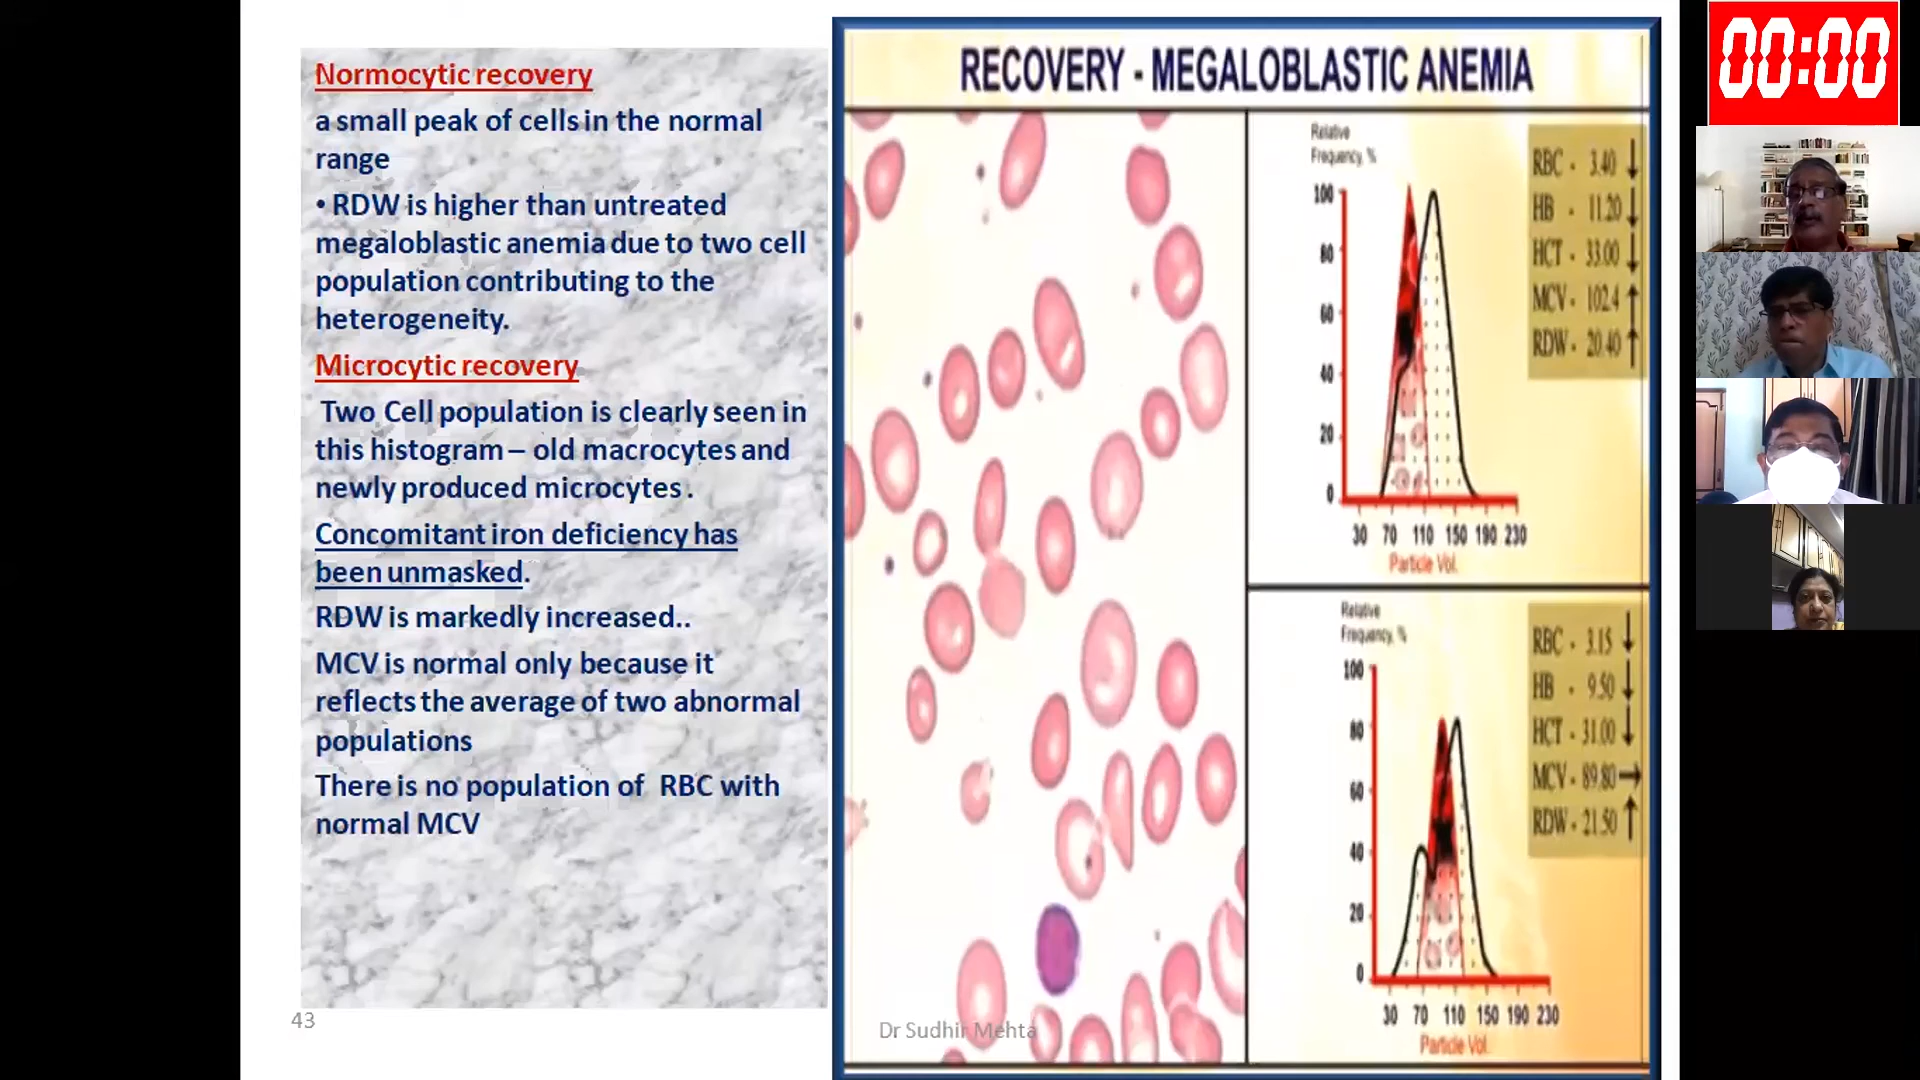 Normocytic recovery
a small peak of cells in the normal
range
• RDW is higher than untreated
megaloblastic anemia due to two cell
population contributing to the
heterogeneity.
Microcytic recovery
Two Cell population is clearly seen in
this histogram – old macrocytes and
newly produced microcytes .
Concomitant iron deficiency has
been unmasked.
RDW is markedly increased..
MCV is normal only because it
reflects the average of two abnormal
populations
There is no population of RBC with
normal MCV
43
RECOVERY - MEGALOBLASTIC ANEMIA
Relative
Frequency, %
100
80
60
40
20
0
30 70 110 150 190 230
Particle Vol.
RBC - 3.40 ↓
HB - 11.20 ↓
HCT - 33.00 ↓
MCV - 102.4 ↑
RDW - 20.40 ↑
Relative
Frequency, %
100
80
60
40
20
0
30 70 110 150 190 230
Particle Vol.
RBC - 3.15 ↓
HB - 9.50 ↓
HCT - 31.00 ↓
MCV - 89.80 →
RDW - 21.50 ↑
Dr Sudhir Mehta
00:00